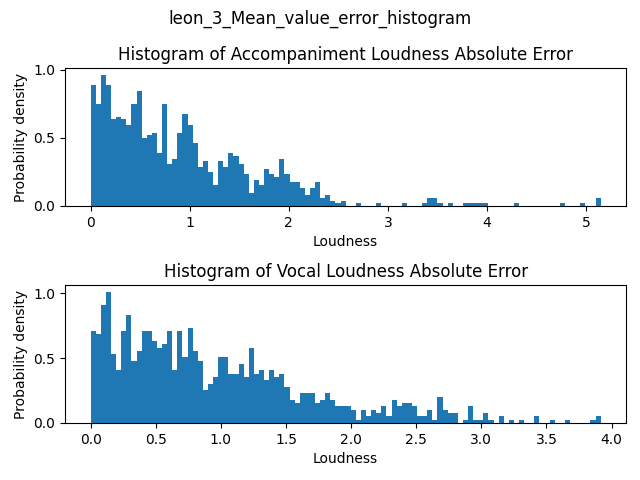 leon_3_Mean_value_error_histogram
Histogram of Accompaniment Loudness Absolute Error
Probability density
1.0
0.5
0.0
0 1 2 3 4 5
Loudness
Histogram of Vocal Loudness Absolute Error
Probability density
1.0
0.5
0.0
0.0 0.5 1.0 1.5 2.0 2.5 3.0 3.5 4.0
Loudness